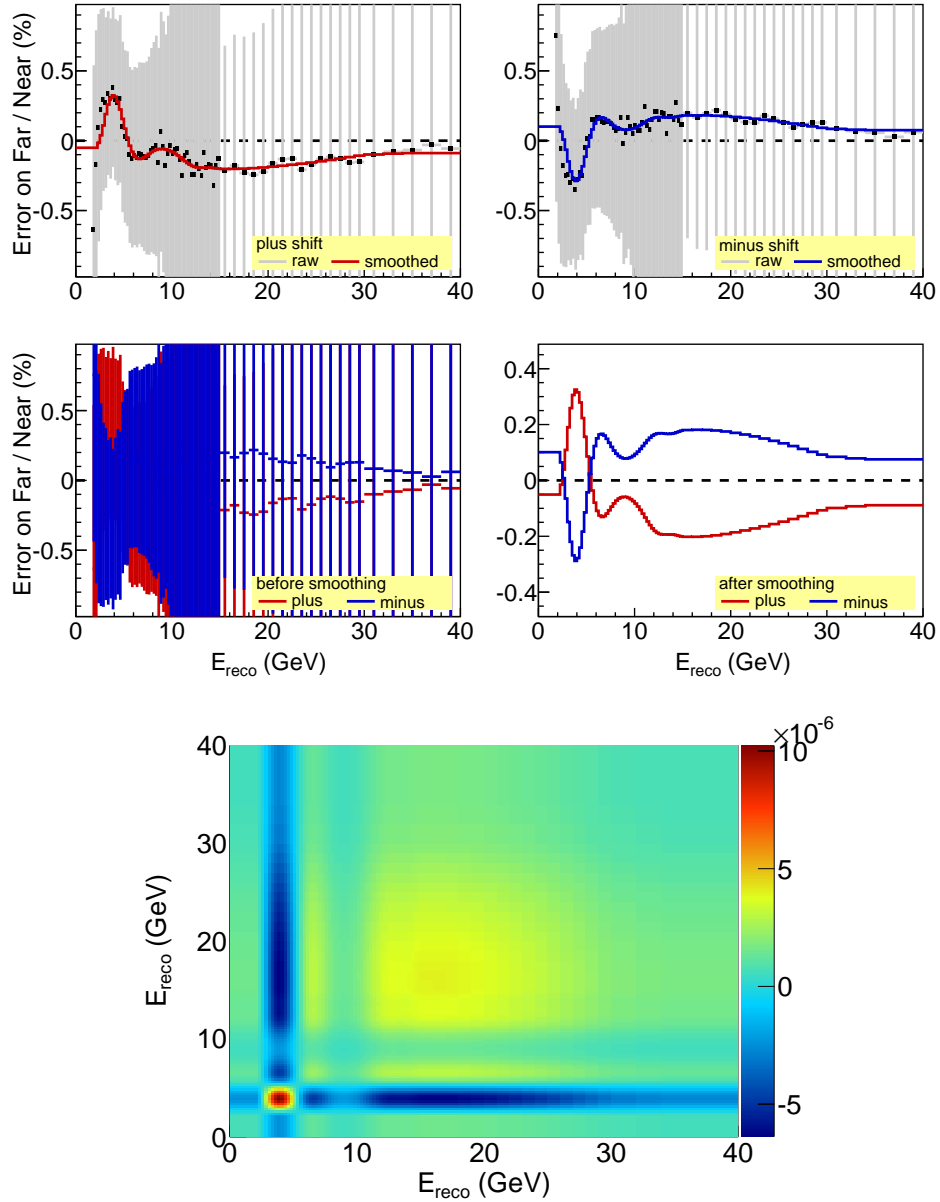 Error on Far / Near (%)
0.5
0
-0.5
plus shift
raw smoothed
0 10 20 30 40
0.5
0
-0.5
minus shift
raw smoothed
0 10 20 30 40
Error on Far / Near (%)
0.5
0
-0.5
before smoothing
plus minus
0 10 20 30 40
E_reco (GeV)
0.4
0.2
0
-0.2
-0.4
after smoothing
plus minus
0 10 20 30 40
E_reco (GeV)
×10^-6
40
30
20
10
0
E_reco (GeV)
0 10 20 30 40
E_reco (GeV)
10
5
0
-5